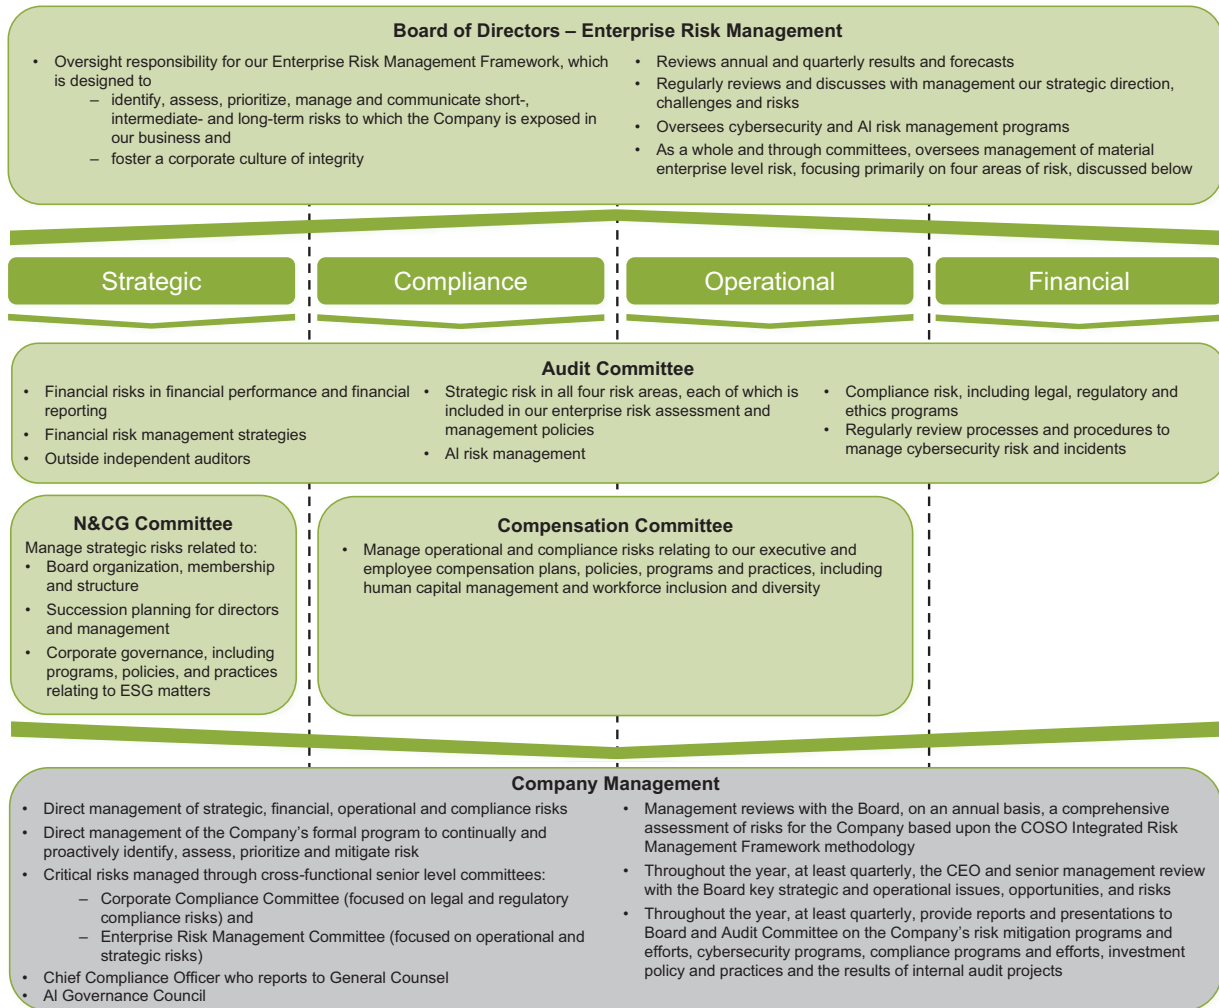 Board of Directors – Enterprise Risk Management
• Oversight responsibility for our Enterprise Risk Management Framework, which
is designed to
– identify, assess, prioritize, manage and communicate short-,
intermediate- and long-term risks to which the Company is exposed in
our business and
– foster a corporate culture of integrity
• Reviews annual and quarterly results and forecasts
• Regularly reviews and discusses with management our strategic direction,
challenges and risks
• Oversees cybersecurity and AI risk management programs
• As a whole and through committees, oversees management of material
enterprise level risk, focusing primarily on four areas of risk, discussed below
Strategic
Compliance
Operational
Financial
Audit Committee
• Financial risks in financial performance and financial
reporting
• Financial risk management strategies
• Outside independent auditors
• Strategic risk in all four risk areas, each of which is
included in our enterprise risk assessment and
management policies
• AI risk management
• Compliance risk, including legal, regulatory and
ethics programs
• Regularly review processes and procedures to
manage cybersecurity risk and incidents
N&CG Committee
Manage strategic risks related to:
• Board organization, membership
and structure
• Succession planning for directors
and management
• Corporate governance, including
programs, policies, and practices
relating to ESG matters
Compensation Committee
• Manage operational and compliance risks relating to our executive and
employee compensation plans, policies, programs and practices, including
human capital management and workforce inclusion and diversity
Company Management
• Direct management of strategic, financial, operational and compliance risks
• Direct management of the Company’s formal program to continually and
proactively identify, assess, prioritize and mitigate risk
• Critical risks managed through cross-functional senior level committees:
– Corporate Compliance Committee (focused on legal and regulatory
compliance risks) and
– Enterprise Risk Management Committee (focused on operational and
strategic risks)
• Chief Compliance Officer who reports to General Counsel
• AI Governance Council
• Management reviews with the Board, on an annual basis, a comprehensive
assessment of risks for the Company based upon the COSO Integrated Risk
Management Framework methodology
• Throughout the year, at least quarterly, the CEO and senior management review
with the Board key strategic and operational issues, opportunities, and risks
• Throughout the year, at least quarterly, provide reports and presentations to
Board and Audit Committee on the Company’s risk mitigation programs and
efforts, cybersecurity programs, compliance programs and efforts, investment
policy and practices and the results of internal audit projects